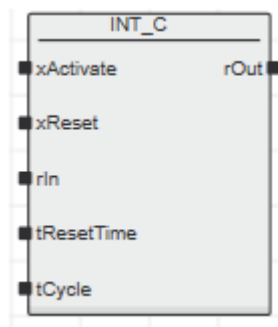 INT_C
xActivate rOut
xReset
rIn
tResetTime
tCycle